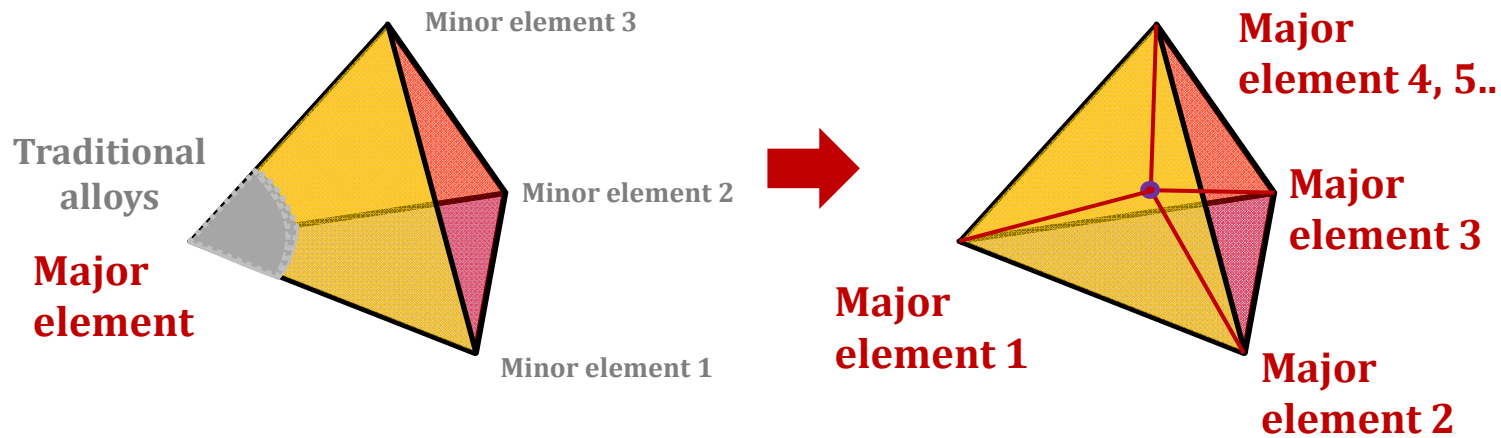 Minor element 3
Traditional
alloys
Minor element 2
Major
element
Minor element 1
Major
element 4, 5..
Major
element 3
Major
element 1
Major
element 2